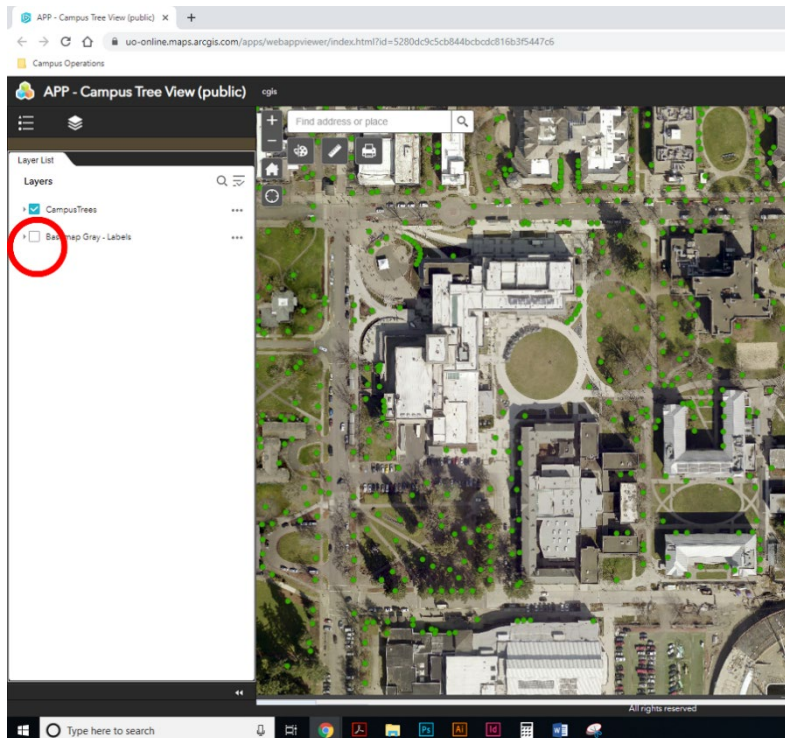 APP - Campus Tree View (public)
uo-online.maps.arcgis.com/apps/webappviewer/index.html?id=5280dc9c5cb844bcbcdc816b3f5447c6
Campus Operations
APP - Campus Tree View (public) cgis
Find address or place
Layer List
Layers
CampusTrees
Basemap Gray - Labels
All rights reserved
Type here to search
Ps Ai Id